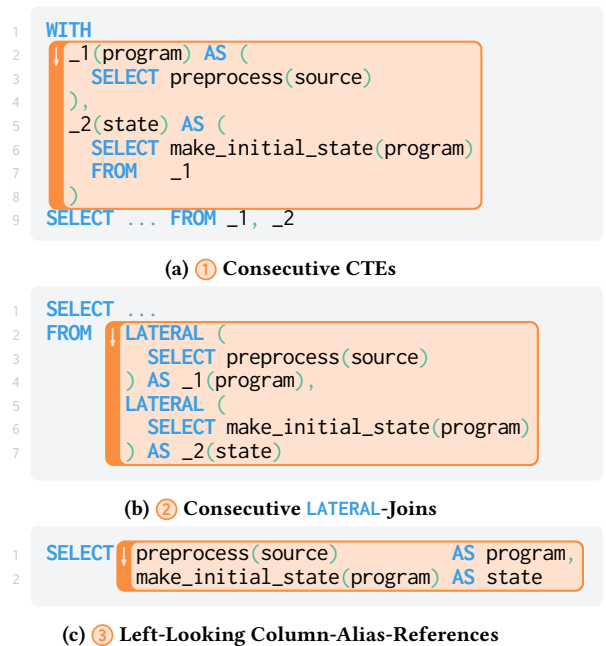 1 WITH
2 ↓ _1(program) AS (
3 SELECT preprocess(source)
4 ),
5 _2(state) AS (
6 SELECT make_initial_state(program)
7 FROM _1
8 )
9 SELECT ... FROM _1, _2
(a) ① Consecutive CTEs
1 SELECT ...
2 FROM ↓ LATERAL (
3 SELECT preprocess(source)
4 ) AS _1(program),
5 LATERAL (
6 SELECT make_initial_state(program)
7 ) AS _2(state)
(b) ② Consecutive LATERAL-Joins
1 SELECT ↓ preprocess(source) AS program,
2 make_initial_state(program) AS state
(c) ③ Left-Looking Column-Alias-References